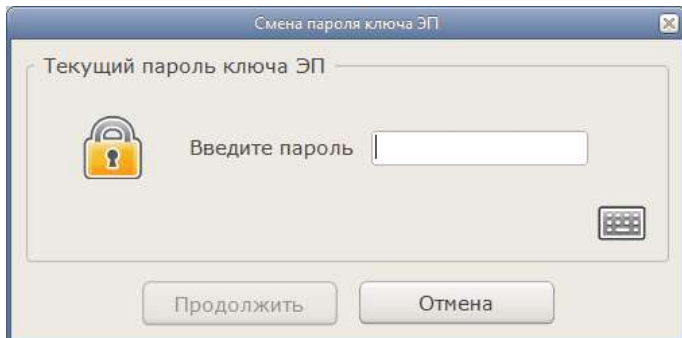 Смена пароля ключа ЭП
Текущий пароль ключа ЭП
Введите пароль
Продолжить
Отмена